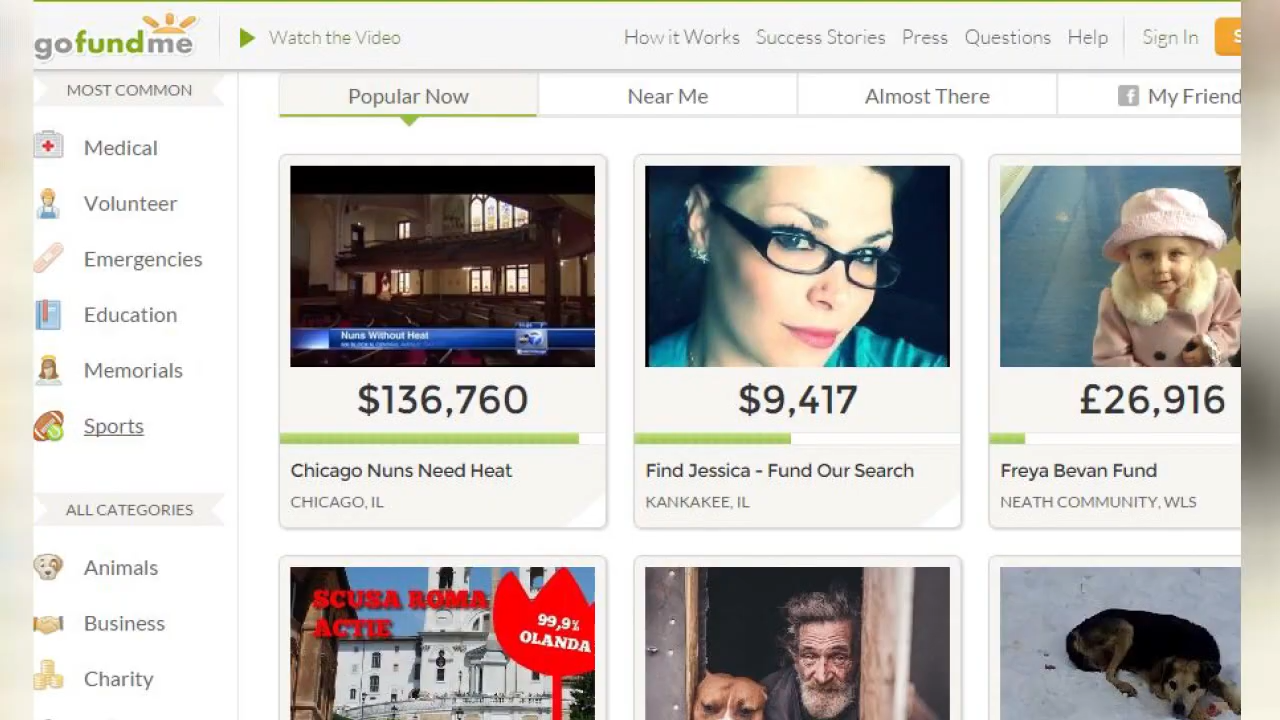 gofundme
Watch the Video
How it Works
Success Stories
Press
Questions
Help
Sign In
MOST COMMON
Medical
Volunteer
Emergencies
Education
Memorials
Sports
ALL CATEGORIES
Animals
Business
Charity
Popular Now
Near Me
Almost There
My Friend
Nuns Without Heat
$136,760
Chicago Nuns Need Heat
CHICAGO, IL
$9,417
Find Jessica - Fund Our Search
KANKAKEE, IL
£26,916
Freya Bevan Fund
NEATH COMMUNITY, WLS
SCUSA ROMA
ACTIE
99,9%
OLANDA